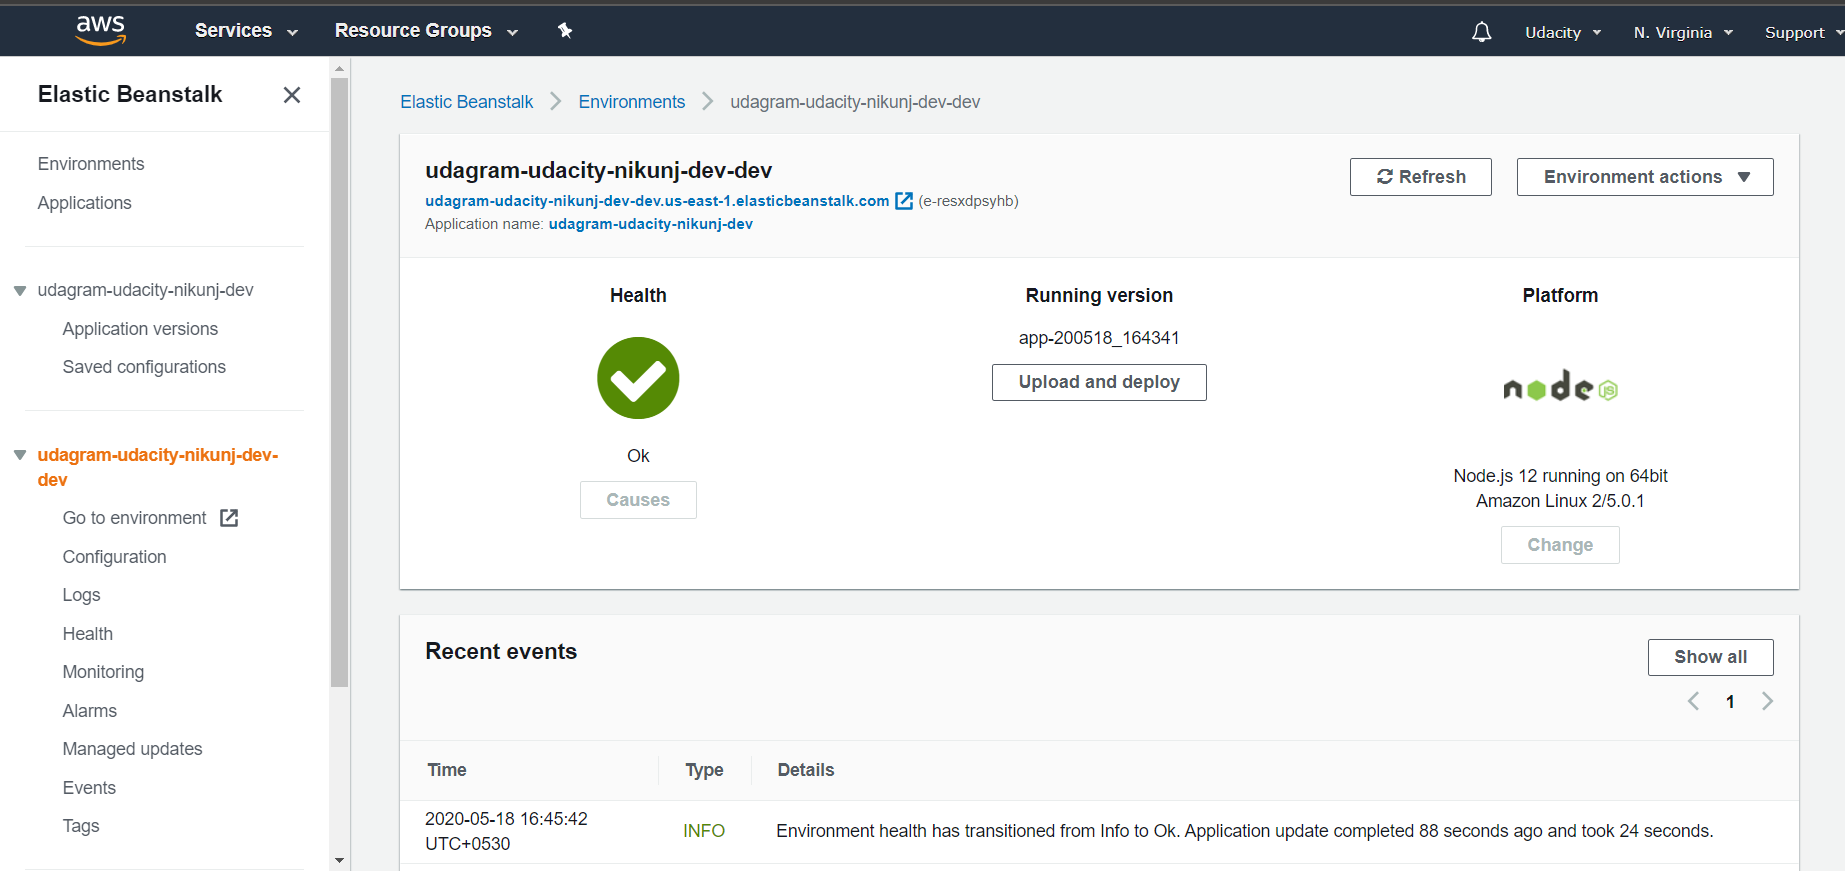 aws
Services
Resource Groups
Udacity
N. Virginia
Support
Elastic Beanstalk
Environments
Applications
udagram-udacity-nikunj-dev
Application versions
Saved configurations
udagram-udacity-nikunj-dev-
dev
Go to environment
Configuration
Logs
Health
Monitoring
Alarms
Managed updates
Events
Tags
Elastic Beanstalk
Environments
udagram-udacity-nikunj-dev-dev
udagram-udacity-nikunj-dev-dev
udagram-udacity-nikunj-dev-dev.us-east-1.elasticbeanstalk.com (e-resxdpsyhb)
Application name: udagram-udacity-nikunj-dev
Refresh
Environment actions
Health
Ok
Causes
Running version
app-200518_164341
Upload and deploy
Platform
node JS
Node.js 12 running on 64bit
Amazon Linux 2/5.0.1
Change
Recent events
Show all
1
Time
Type
Details
2020-05-18 16:45:42
UTC+0530
INFO
Environment health has transitioned from Info to Ok. Application update completed 88 seconds ago and took 24 seconds.